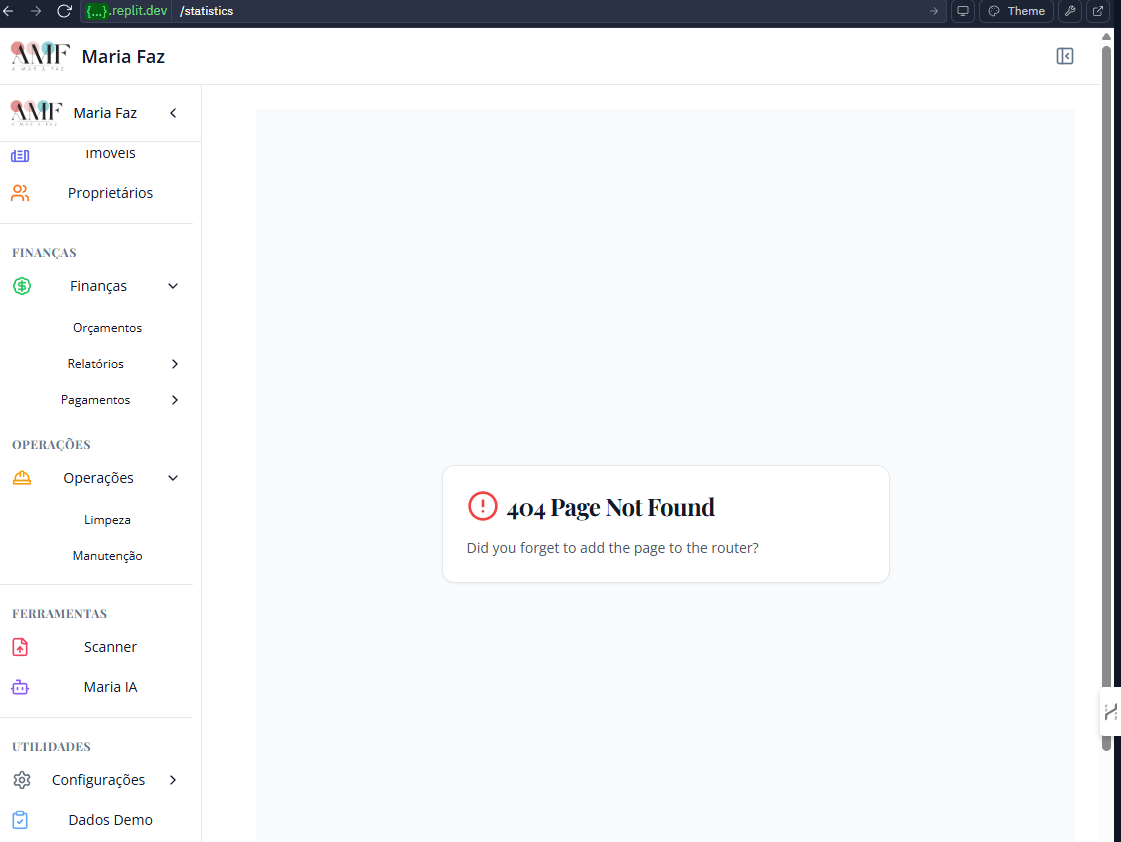 {...}.replit.dev /statistics
Theme
AMF
A MAR A FAZ
Maria Faz
AMF
A MAR A FAZ
Maria Faz
Imóveis
Proprietários
FINANÇAS
Finanças
Orçamentos
Relatórios
Pagamentos
OPERAÇÕES
Operações
Limpeza
Manutenção
FERRAMENTAS
Scanner
Maria IA
UTILIDADES
Configurações
Dados Demo
404 Page Not Found
Did you forget to add the page to the router?